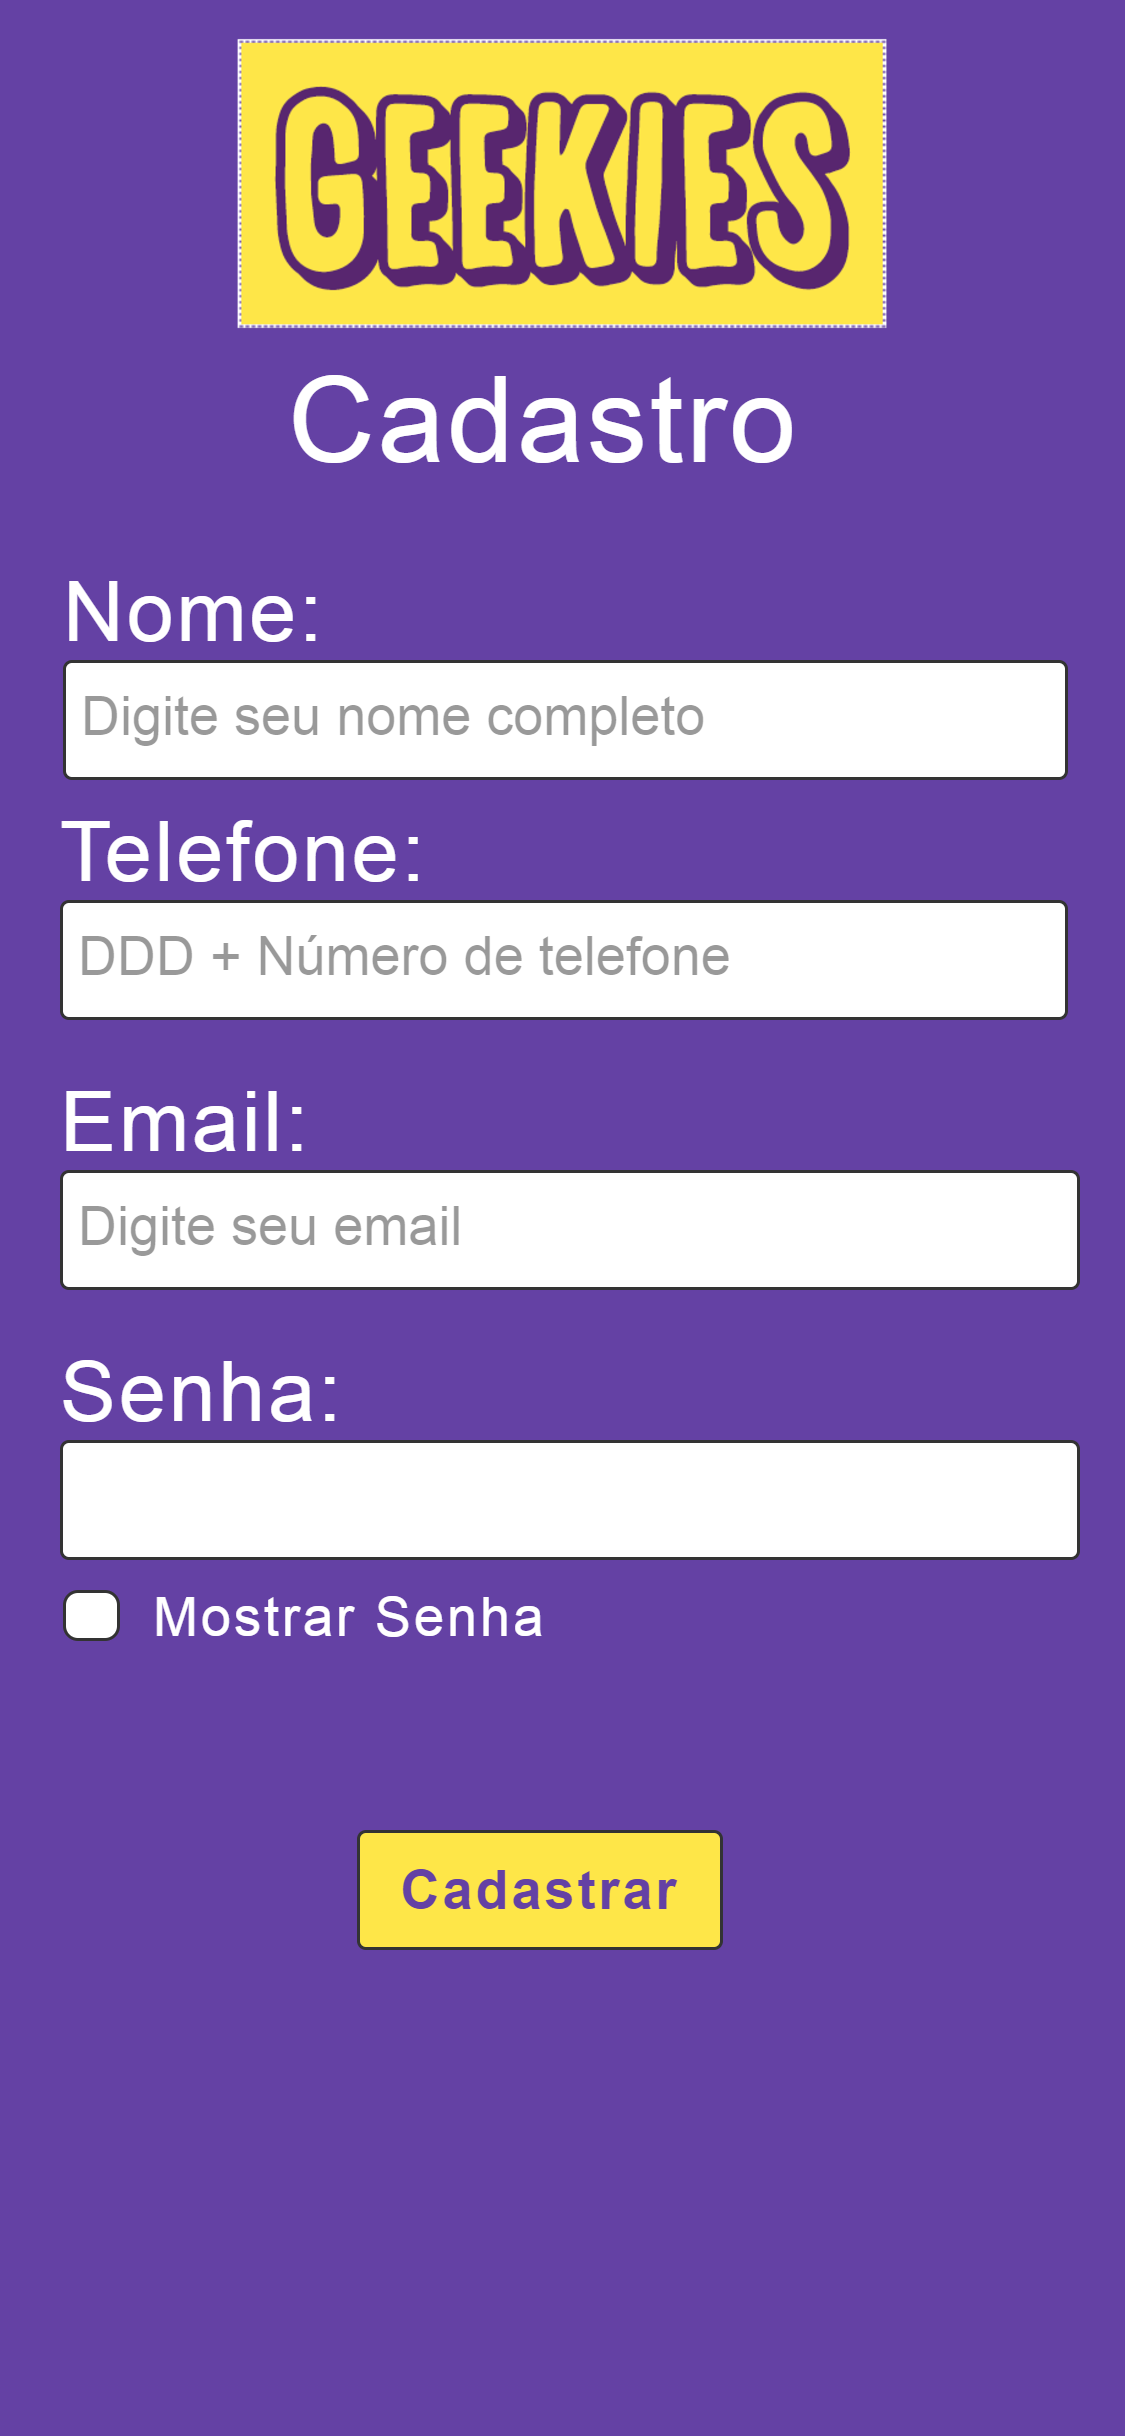 GEEKIES
Cadastro
Nome:
Digite seu nome completo
Telefone:
DDD + Número de telefone
Email:
Digite seu email
Senha:
Mostrar Senha
Cadastrar